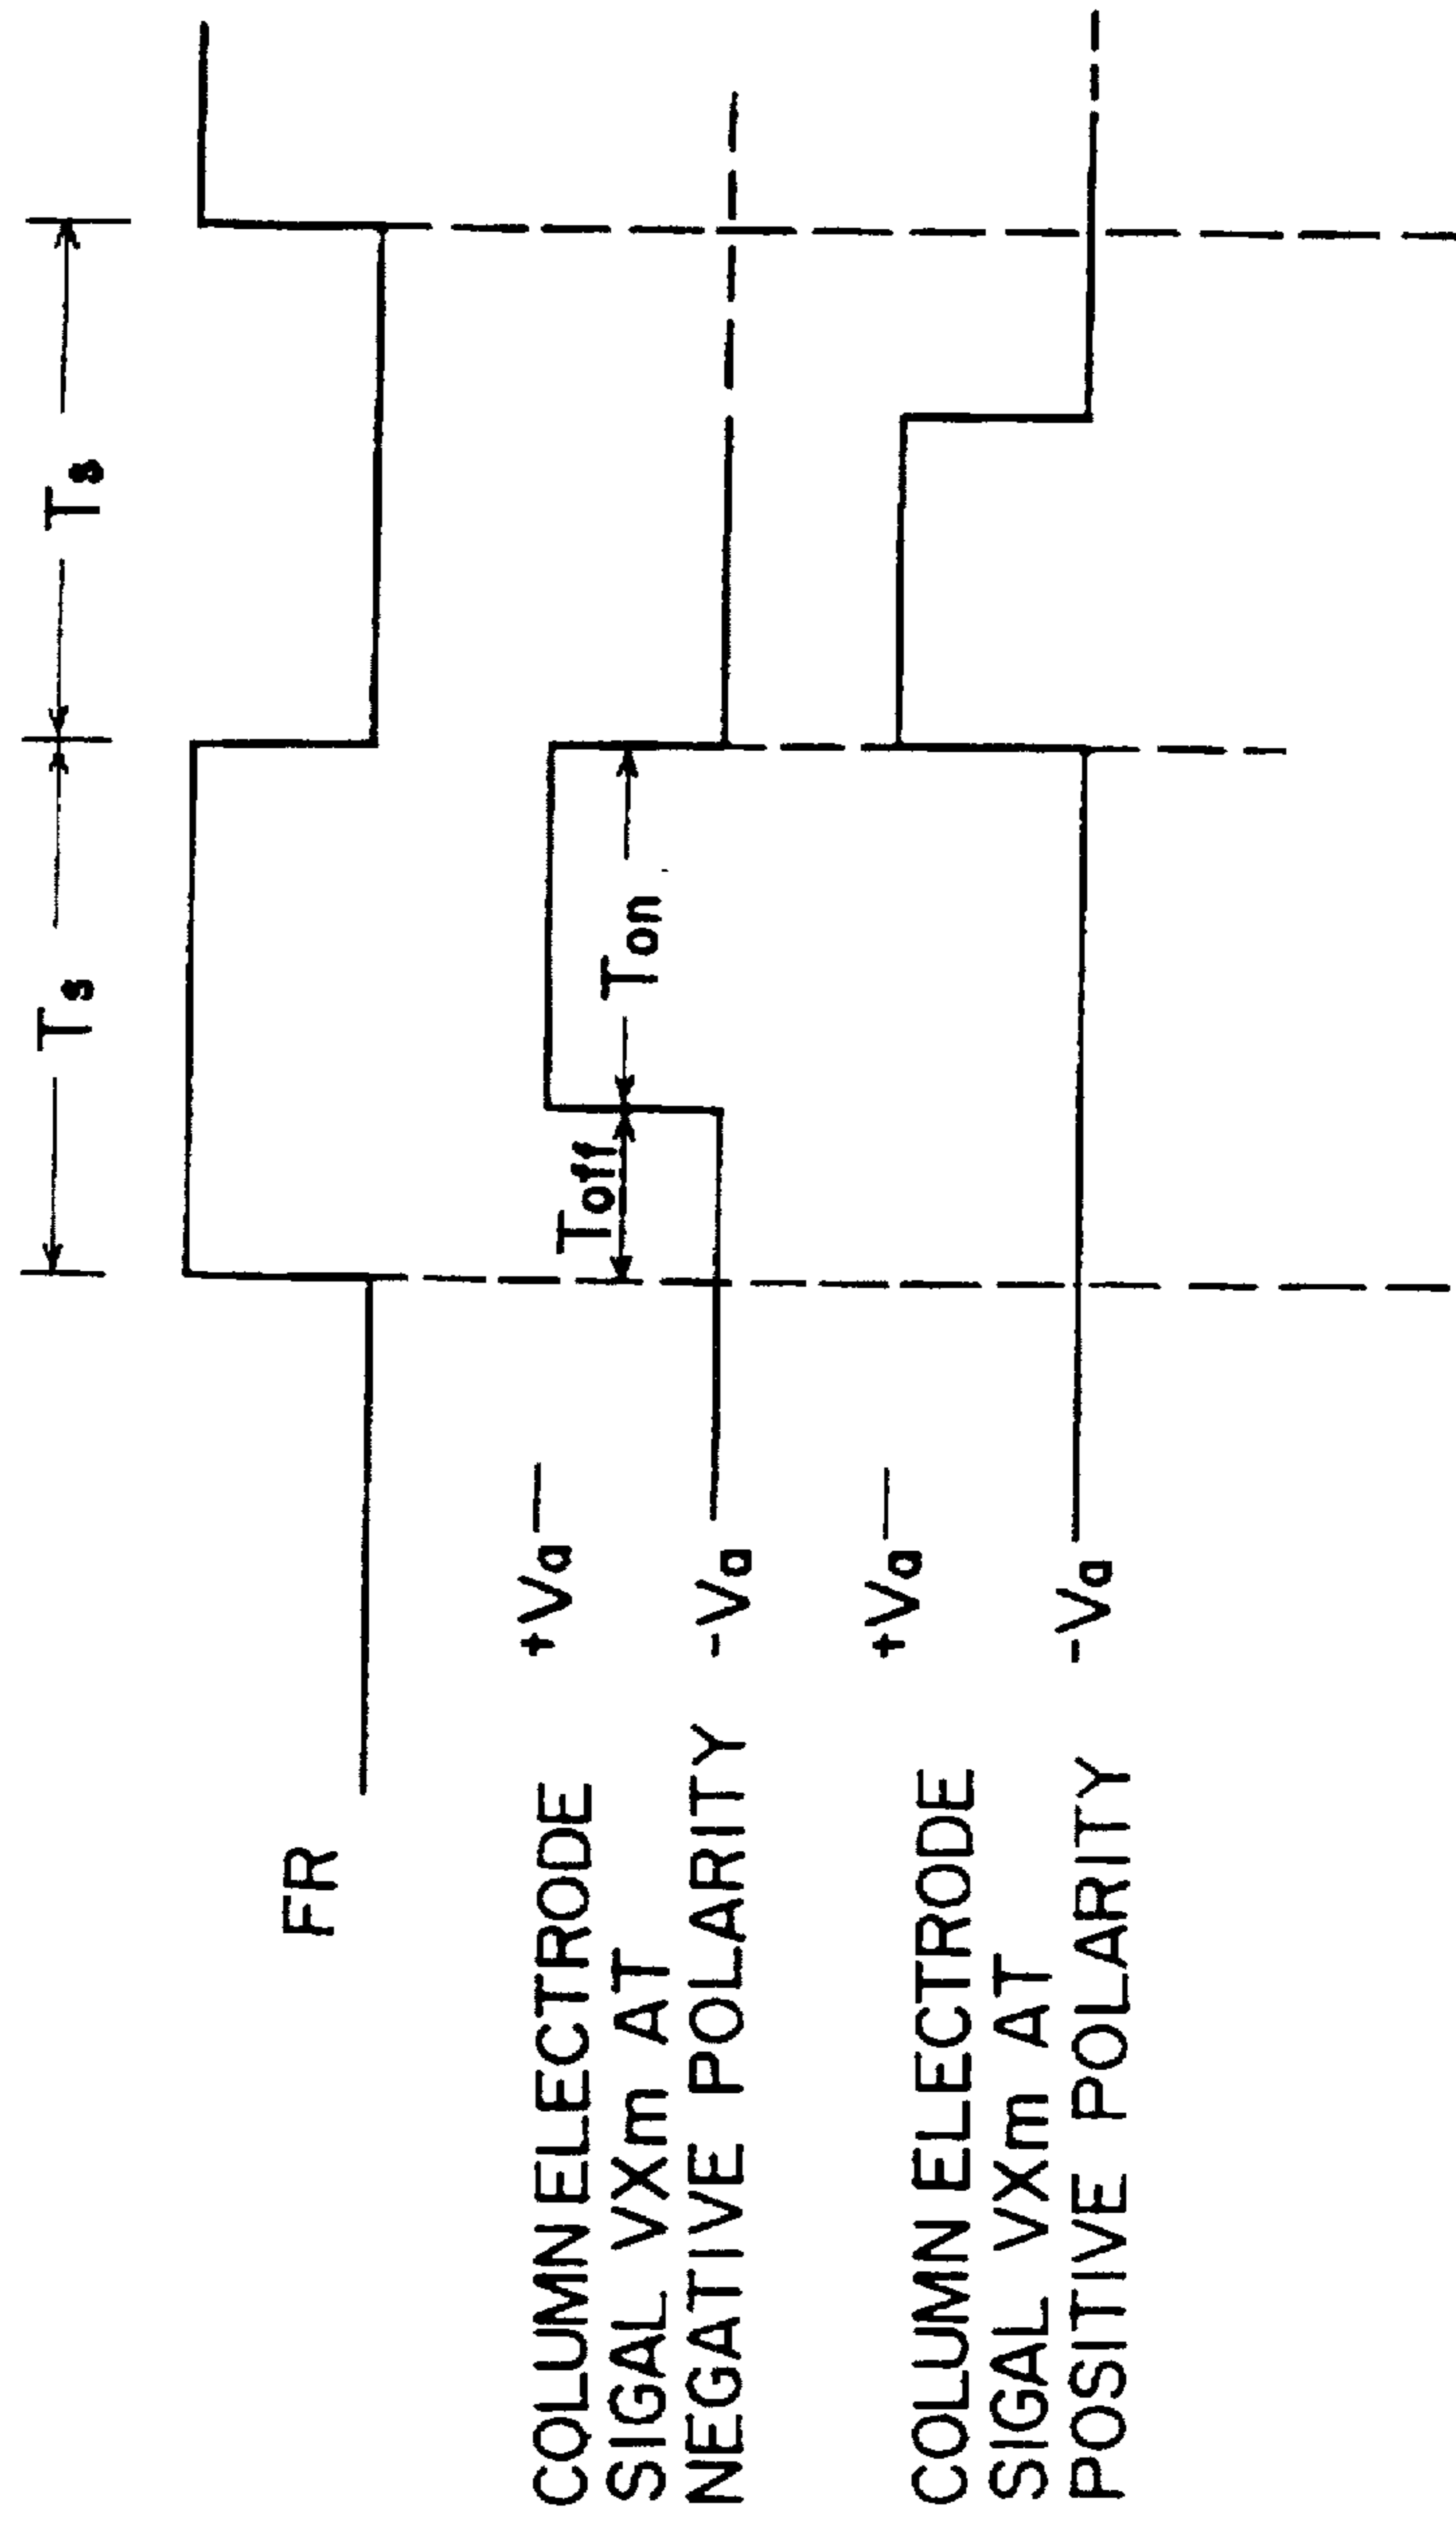 Ts Ts
FR
COLUMN ELECTRODE
SIGAL VXm AT
NEGATIVE POLARITY
+Va
-Va
Toff Ton
COLUMN ELECTRODE
SIGAL VXm AT
POSITIVE POLARITY
+Va
-Va